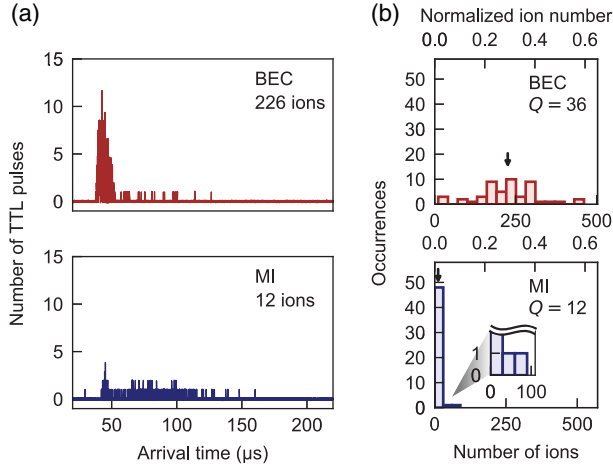 (a)
15
10
5
0
BEC
226 ions
15
10
5
0
MI
12 ions
50
100
150
200
Arrival time (μs)
Number of TTL pulses
(b)
Normalized ion number
0.0
0.2
0.4
0.6
50
40
30
20
10
0
BEC
Q = 36
0
250
500
0.0
0.2
0.4
0.6
50
40
30
20
10
0
MI
Q = 12
1
0
0
100
0
250
500
Number of ions
Occurrences